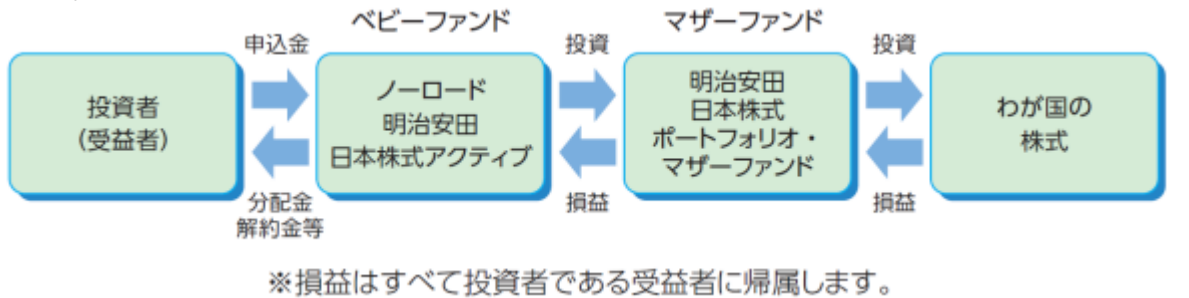 ベビーファンド
マザーファンド
申込金
投資
投資
投資者
(受益者)
ノーロード
明治安田
日本株式アクティブ
明治安田
日本株式
ポートフォリオ・
マザーファンド
わが国の
株式
分配金
解約金等
損益
損益
※損益はすべて投資者である受益者に帰属します。